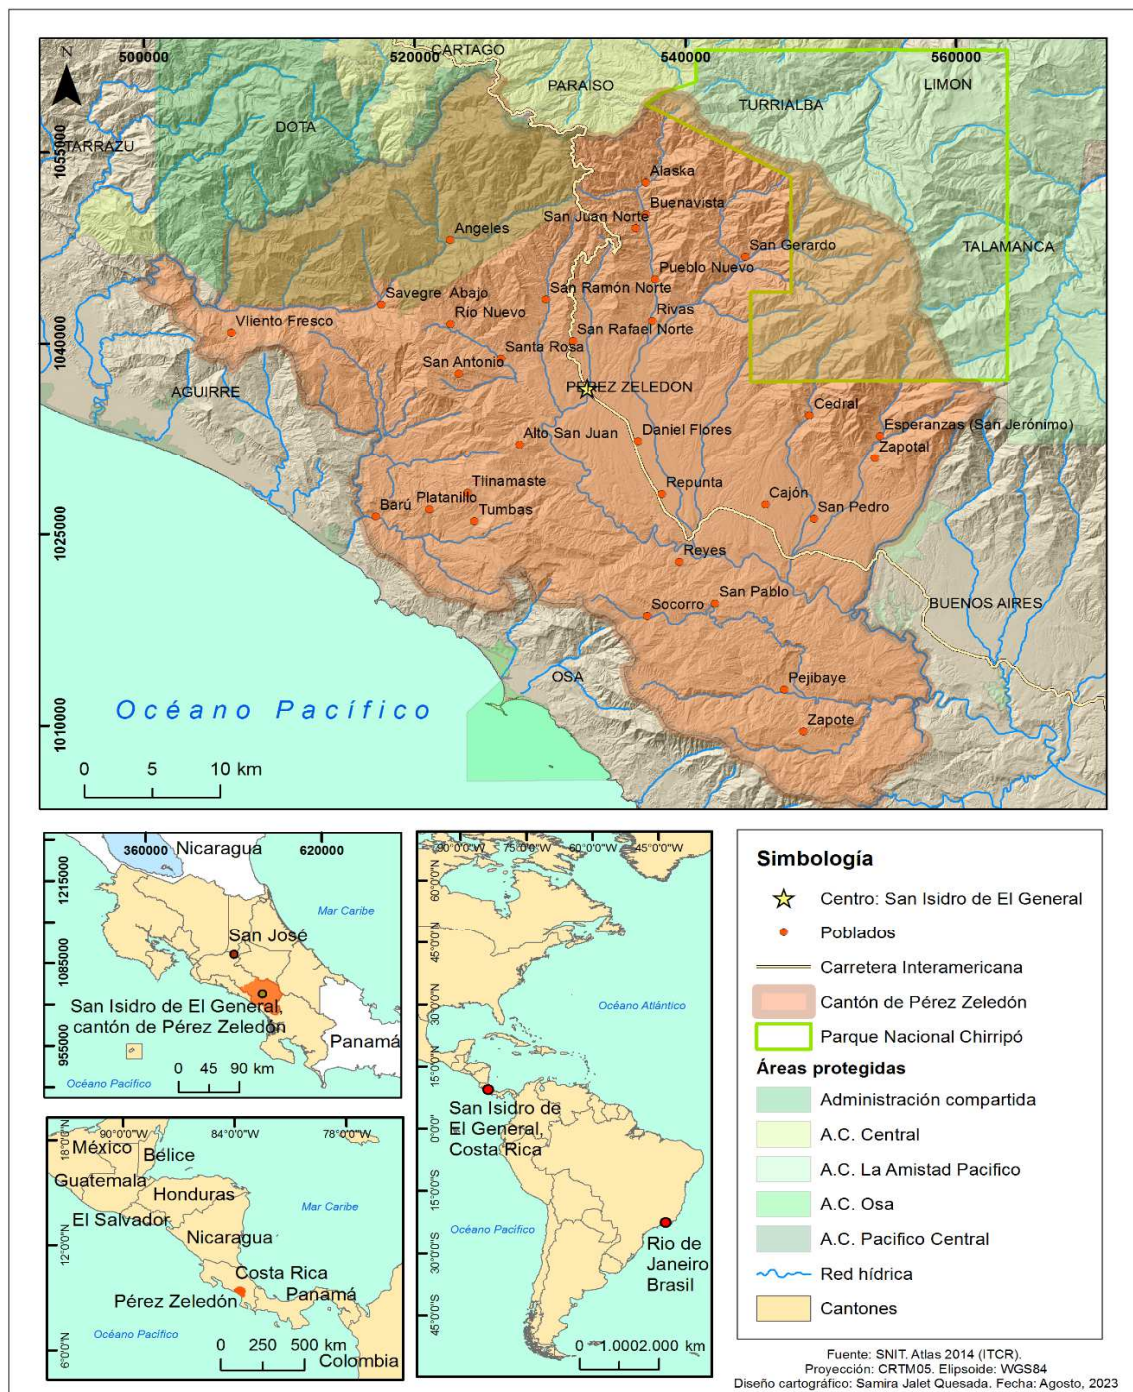 N
500000
520000
540000
560000
1055000
1040000
1025000
1010000
CARTAGO
PARAISO
TURRIALBA
LIMON
DOTA
TARRAZU
Alaska
Buenavista
San Juan Norte
TALAMANCA
Angeles
San Gerardo
Pueblo Nuevo
San Ramón Norte
Savegre Abajo
Río Nuevo
Rivas
VIiento Fresco
San Rafael Norte
Santa Rosa
San Antonio
PÉREZ ZELEDON
AGUIRRE
Cedral
Esperanzas (San Jerónimo)
Alto San Juan
Daniel Flores
Zapotal
TIinamaste
Repunta
Platanillo
Cajón
Barú
Tumbas
San Pedro
Reyes
San Pablo
BUENOS AIRES
Socorro
OSA
Pejibaye
Océano Pacífico
Zapote
0 5 10 km
360000
620000
1215000
1085000
955000
Nicaragua
Mar Caribe
San José
San Isidro de El General,
cantón de Pérez Zeledón
Panamá
0 45 90 km
Océano Pacífico
90°0'0"W
84°0'0"W
78°0'0"W
18°0'0"N
12°0'0"N
6°0'0"N
México
Bélice
Guatemala
Honduras
Mar Caribe
El Salvador
Nicaragua
Costa Rica
Panamá
Pérez Zeledón
Océano Pacífico
0 250 500 km
Colombia
90°0'0"W
75°0'0"W
60°0'0"W
45°0'0"W
60°0'0"N
45°0'0"N
30°0'0"N
15°0'0"N
0°0'0"
15°0'0"S
30°0'0"S
45°0'0"S
Océano Atlántico
San Isidro de
El General,
Costa Rica
Océano Pacífico
Rio de
Janeiro
Brasil
0 1.0002.000 km
Simbología
Centro: San Isidro de El General
Poblados
Carretera Interamericana
Cantón de Pérez Zeledón
Parque Nacional Chirripó
Áreas protegidas
Administración compartida
A.C. Central
A.C. La Amistad Pacifico
A.C. Osa
A.C. Pacifico Central
Red hídrica
Cantones
Fuente: SNIT. Atlas 2014 (ITCR).
Proyección: CRTM05. Elipsoide: WGS84
Diseño cartográfico: Samira Jalet Quesada. Fecha: Agosto, 2023